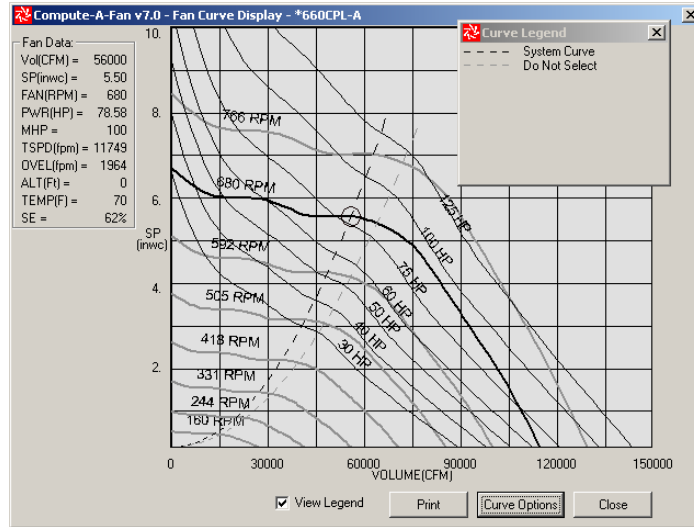 Compute-A-Fan v7.0 - Fan Curve Display - *660CPL-A
Fan Data:
Vol(CFM) = 56000
SP(inwc) = 5.50
FAN(RPM) = 680
PWR(HP) = 78.58
MHP = 100
TSPD(fpm) = 11749
OVEL(fpm) = 1964
ALT(Ft) = 0
TEMP(F) = 70
SE = 62%
Curve Legend
System Curve
Do Not Select
10.
8.
6.
SP
(inwc)
4.
2.
766 RPM
680 RPM
592 RPM
505 RPM
418 RPM
331 RPM
244 RPM
160 RPM
125 HP
100 HP
75 HP
60 HP
50 HP
40 HP
30 HP
0 30000 60000 90000 120000 150000
VOLUME(CFM)
View Legend Print Curve Options Close